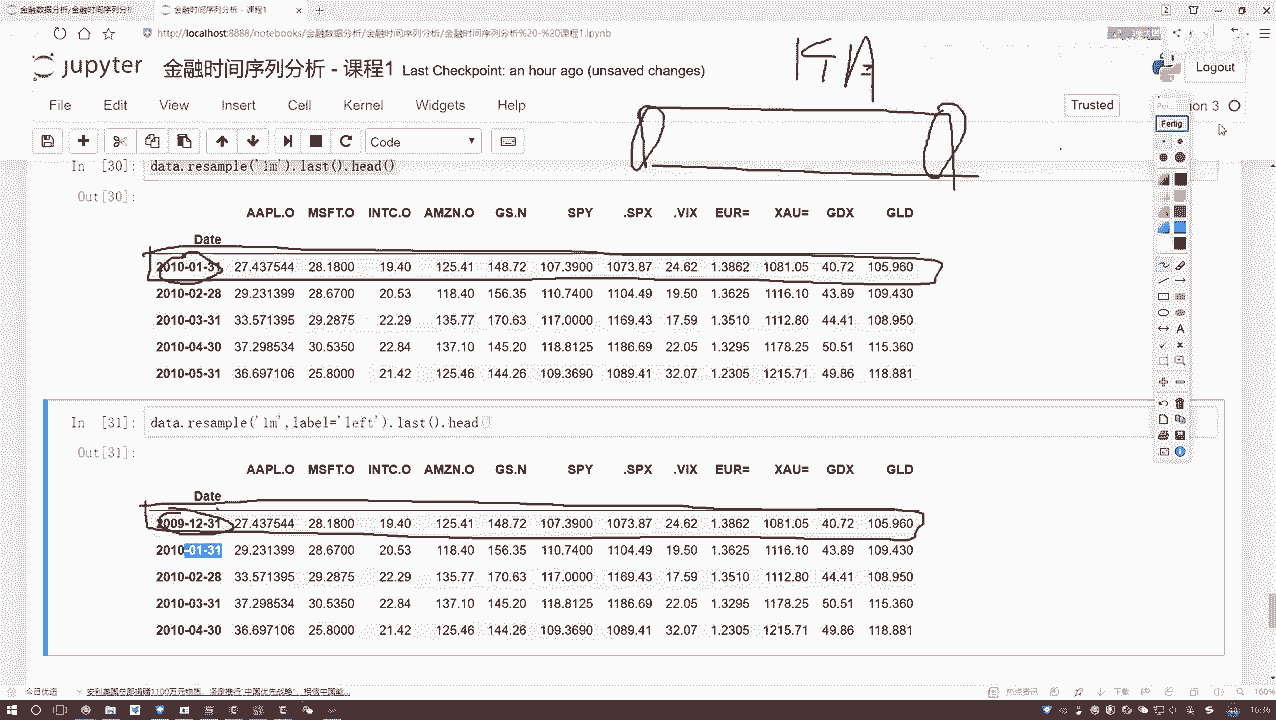 金融数据分析/金融时间序列分析
金融时间序列分析 - 课程1
http://localhost:8888/notebooks/金融数据分析/金融时间序列分析/金融时间序列分析%20-%20课程1.ipynb
jupyter 金融时间序列分析 - 课程1 Last Checkpoint: an hour ago (unsaved changes)
Logout
File Edit View Insert Cell Kernel Widgets Help
Trusted
on 3
Code
Fertig
In [30]: data.resample('1m').last().head()
Out[30]:
AAPL.O MSFT.O INTC.O AMZN.O GS.N SPY .SPX .VIX EUR= XAU= GDX GLD
Date
2010-01-31 27.437544 28.1800 19.40 125.41 148.72 107.3900 1073.87 24.62 1.3862 1081.05 40.72 105.960
2010-02-28 29.231399 28.6700 20.53 118.40 156.35 110.7400 1104.49 19.50 1.3625 1116.10 43.89 109.430
2010-03-31 33.571395 29.2875 22.29 135.77 170.63 117.0000 1169.43 17.59 1.3510 1112.80 44.41 108.950
2010-04-30 37.298534 30.5350 22.84 137.10 145.20 118.8125 1186.69 22.05 1.3295 1178.25 50.51 115.360
2010-05-31 36.697106 25.8000 21.42 125.46 144.26 109.3690 1089.41 32.07 1.2305 1215.71 49.86 118.881
In [31]: data.resample('1m',label='left').last().head()
Out[31]:
AAPL.O MSFT.O INTC.O AMZN.O GS.N SPY .SPX .VIX EUR= XAU= GDX GLD
Date
2009-12-31 27.437544 28.1800 19.40 125.41 148.72 107.3900 1073.87 24.62 1.3862 1081.05 40.72 105.960
2010-01-31 29.231399 28.6700 20.53 118.40 156.35 110.7400 1104.49 19.50 1.3625 1116.10 43.89 109.430
2010-02-28 33.571395 29.2875 22.29 135.77 170.63 117.0000 1169.43 17.59 1.3510 1112.80 44.41 108.950
2010-03-31 37.298534 30.5350 22.84 137.10 145.20 118.8125 1186.69 22.05 1.3295 1178.25 50.51 115.360
2010-04-30 36.697106 25.8000 21.42 125.46 144.26 109.3690 1089.41 32.07 1.2305 1215.71 49.86 118.881
今日优选
下载
160%